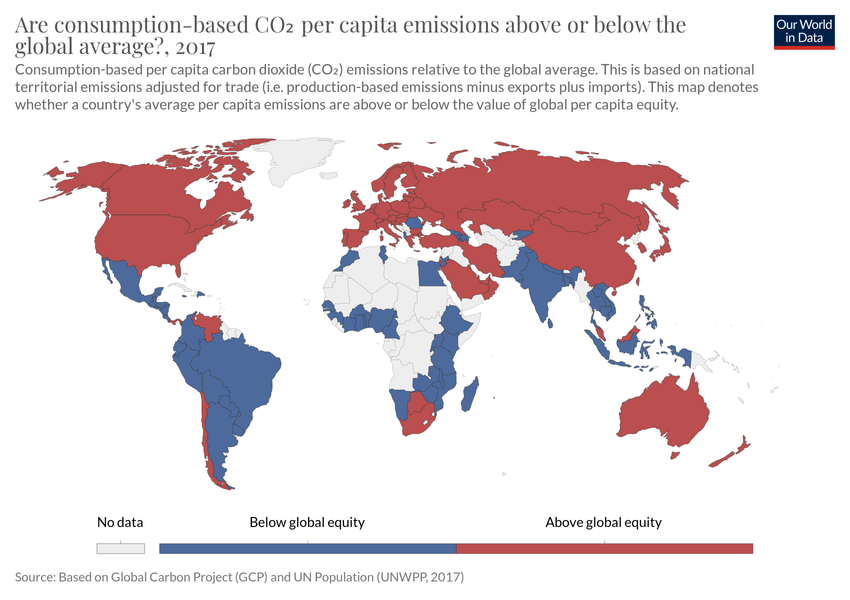 Are consumption-based CO₂ per capita emissions above or below the
global average?, 2017
Our World
in Data
Consumption-based per capita carbon dioxide (CO₂) emissions relative to the global average. This is based on national
territorial emissions adjusted for trade (i.e. production-based emissions minus exports plus imports). This map denotes
whether a country's average per capita emissions are above or below the value of global per capita equity.
No data
Below global equity
Above global equity
Source: Based on Global Carbon Project (GCP) and UN Population (UNWPP, 2017)